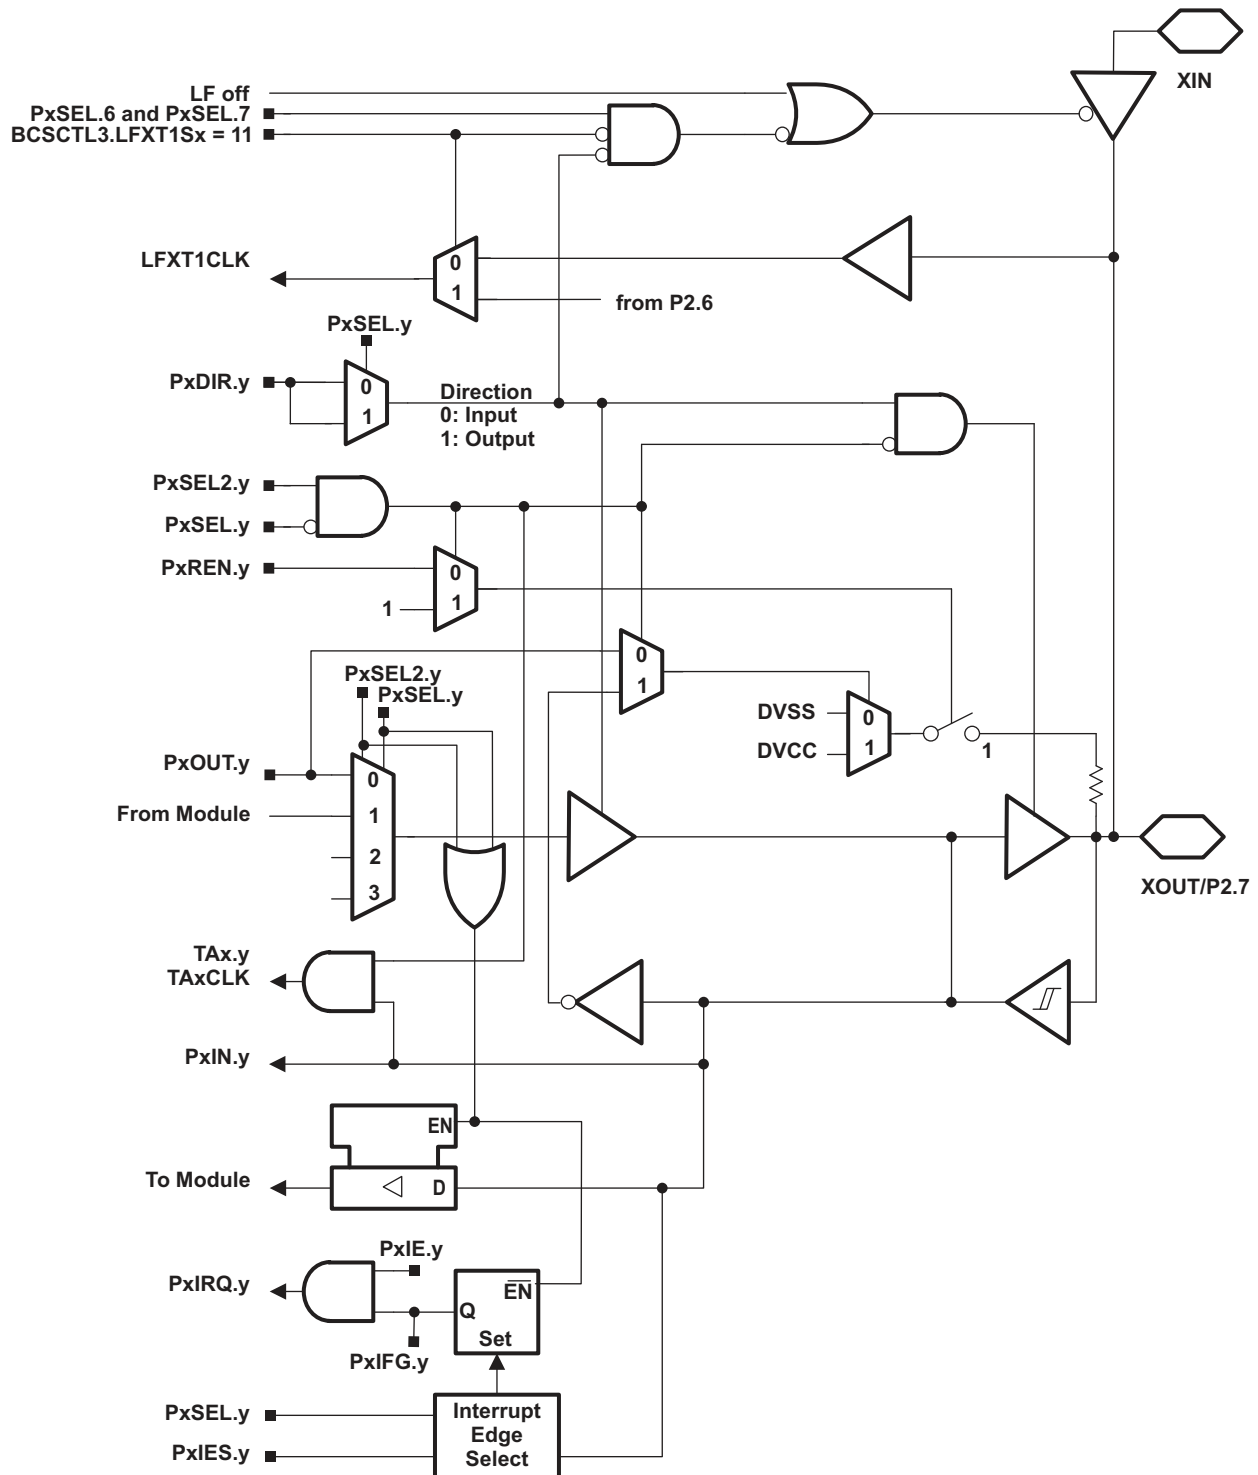 XIN
LF off
PxSEL.6 and PxSEL.7
BCSCTL3.LFXT1Sx = 11
LFXT1CLK
0
1
from P2.6
PxSEL.y
PxDIR.y
0
1
Direction
0: Input
1: Output
PxSEL2.y
PxSEL.y
PxREN.y
0
1
1
0
1
PxSEL2.y
PxSEL.y
DVSS
DVCC
0
1
1
PxOUT.y
From Module
0
1
2
3
XOUT/P2.7
TAx.y
TAxCLK
PxIN.y
EN
To Module
D
PxIE.y
PxIRQ.y
EN
Q
Set
PxIFG.y
PxSEL.y
PxIES.y
Interrupt
Edge
Select